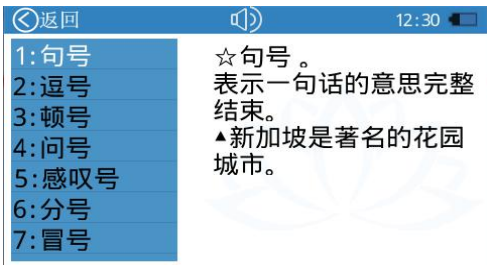 返回 12:30
1:句号
2:逗号
3:顿号
4:问号
5:感叹号
6:分号
7:冒号
☆句号 。
表示一句话的意思完整
结束。
▲新加坡是著名的花园
城市。